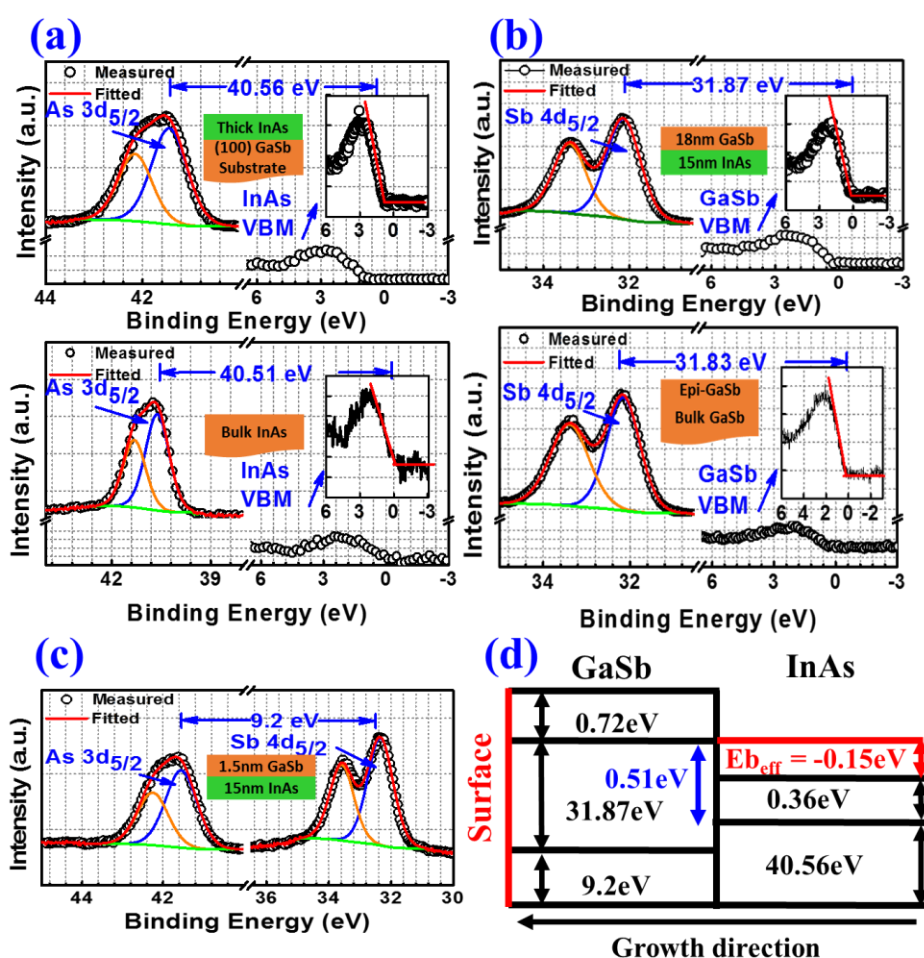 (a)
Measured
Fitted
40.56 eV
As 3d5/2
Thick InAs
(100) GaSb
Substrate
InAs
VBM
6 3 0 -3
Intensity (a.u.)
44 42 6 3 0 -3
Binding Energy (eV)
Measured
Fitted
40.51 eV
As 3d5/2
Bulk InAs
InAs
VBM
6 3 0 -3
Intensity (a.u.)
42 39 6 3 0 -3
Binding Energy (eV)
(b)
Measured
Fitted
31.87 eV
Sb 4d5/2
18nm GaSb
15nm InAs
GaSb
VBM
6 3 0 -3
Intensity (a.u.)
34 32 6 3 0 -3
Binding Energy (eV)
Measured
Fitted
31.83 eV
Sb 4d5/2
Epi-GaSb
Bulk GaSb
GaSb
VBM
6 4 2 0 -2
Intensity (a.u.)
34 32 6 3 0 -3
Binding Energy (eV)
(c)
Measured
Fitted
9.2 eV
As 3d5/2
Sb 4d5/2
1.5nm GaSb
15nm InAs
Intensity (a.u.)
44 42 40 36 34 32 30
Binding Energy (eV)
(d)
GaSb InAs
Surface
0.72eV
Ebeff = -0.15eV
0.51eV
0.36eV
31.87eV
40.56eV
9.2eV
Growth direction